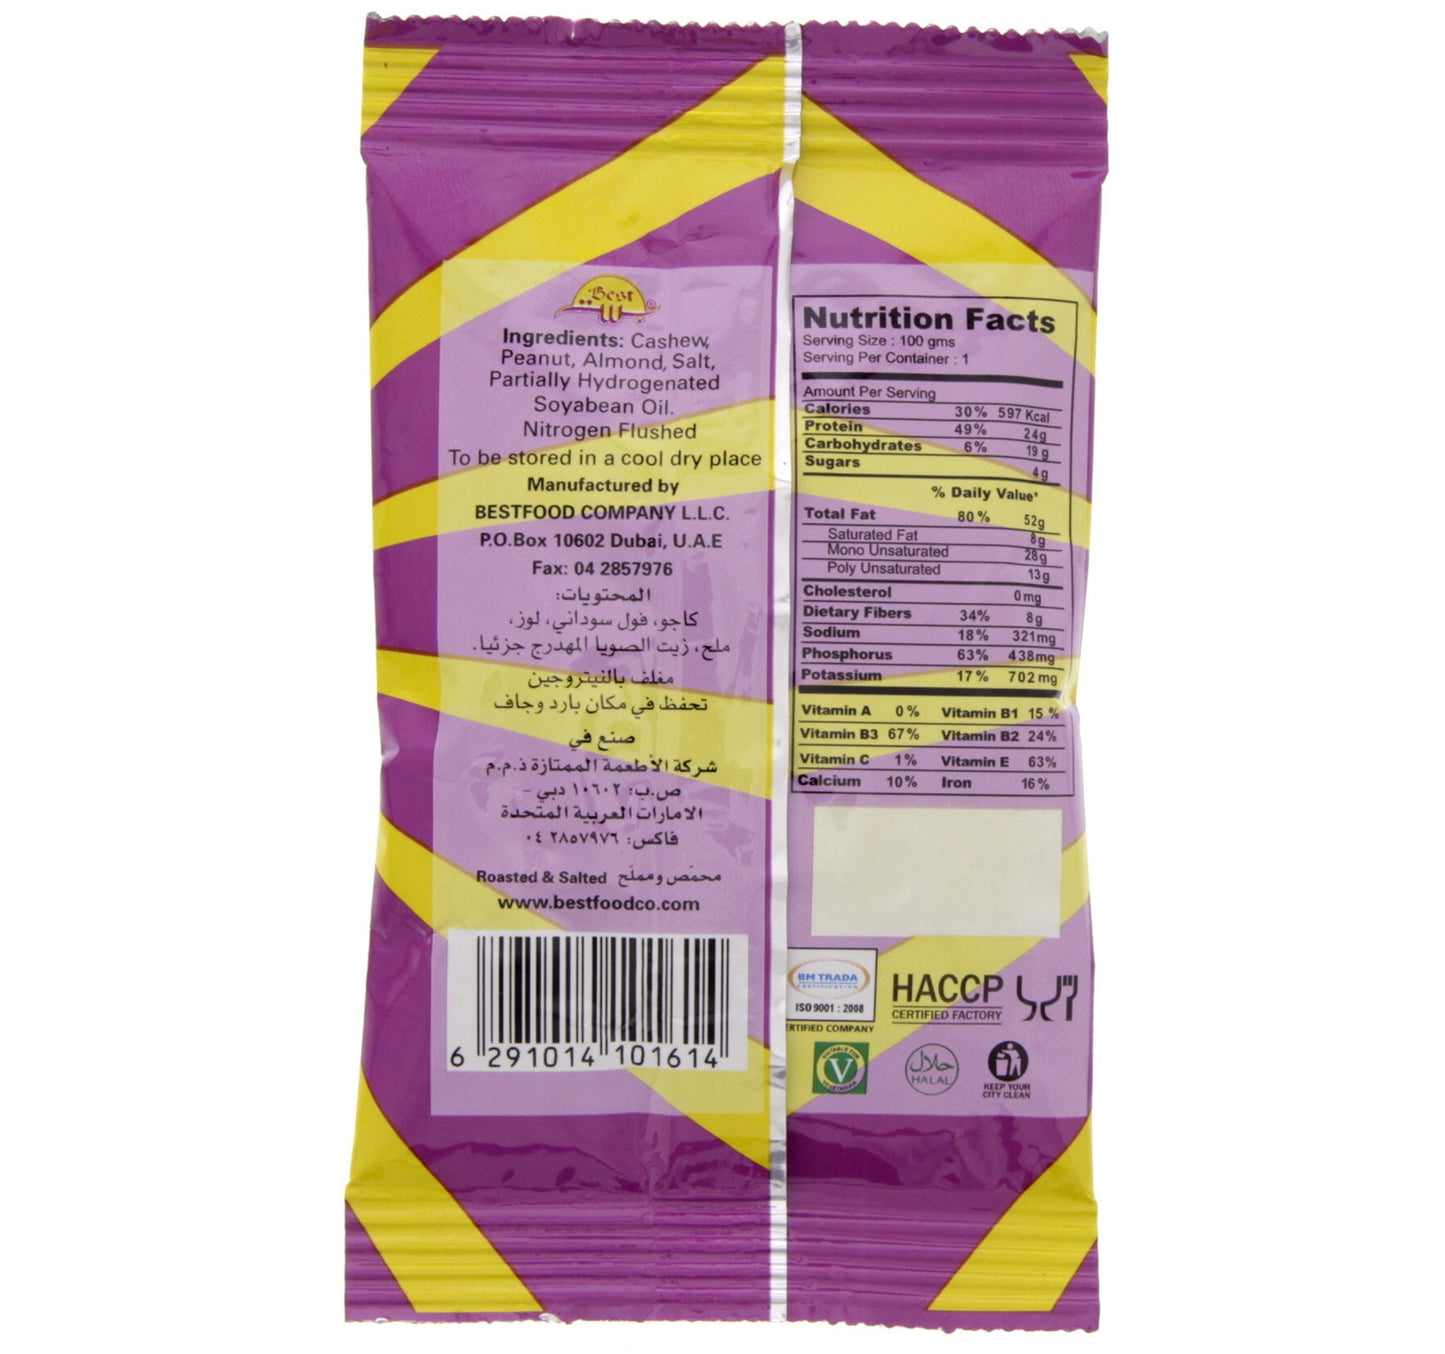 Best
Ingredients: Cashew,
Peanut, Almond, Salt,
Partially Hydrogenated
Soyabean Oil.
Nitrogen Flushed
To be stored in a cool dry place
Manufactured by
BESTFOOD COMPANY L.L.C.
P.O.Box 10602 Dubai, U.A.E
Fax: 04 2857976
المحتويات:
كاجو، فول سوداني، لوز،
ملح، زيت الصويا المهدرج جزئيا.
مغلف بالنيتروجين
تحفظ في مكان بارد وجاف
صنع في
شركة الأطعمة الممتازة ذ.م.م
ص.ب: ١٠٦٠٢ دبي -
الامارات العربية المتحدة
فاكس: ٢٨٥٧٩٧٦ ٠٤
Roasted & Salted محمّص ومملّح
www.bestfoodco.com
6 291014 101614
Nutrition Facts
Serving Size : 100 gms
Serving Per Container : 1
Amount Per Serving
Calories 30% 597 Kcal
Protein 49% 24g
Carbohydrates 6% 19 g
Sugars 4g
% Daily Value*
Total Fat 80% 52g
Saturated Fat 8g
Mono Unsaturated 28g
Poly Unsaturated 13g
Cholesterol 0mg
Dietary Fibers 34% 8g
Sodium 18% 321mg
Phosphorus 63% 438mg
Potassium 17% 702mg
Vitamin A 0% Vitamin B1 15 %
Vitamin B3 67% Vitamin B2 24%
Vitamin C 1% Vitamin E 63%
Calcium 10% Iron 16%
BM TRADA
CERTIFICATION
ISO 9001 : 2008
ERTIFIED COMPANY
HACCP
CERTIFIED FACTORY
SUITABLE FOR
V
VEGETARIAN
حلال
HALAL
KEEP YOUR
CITY CLEAN